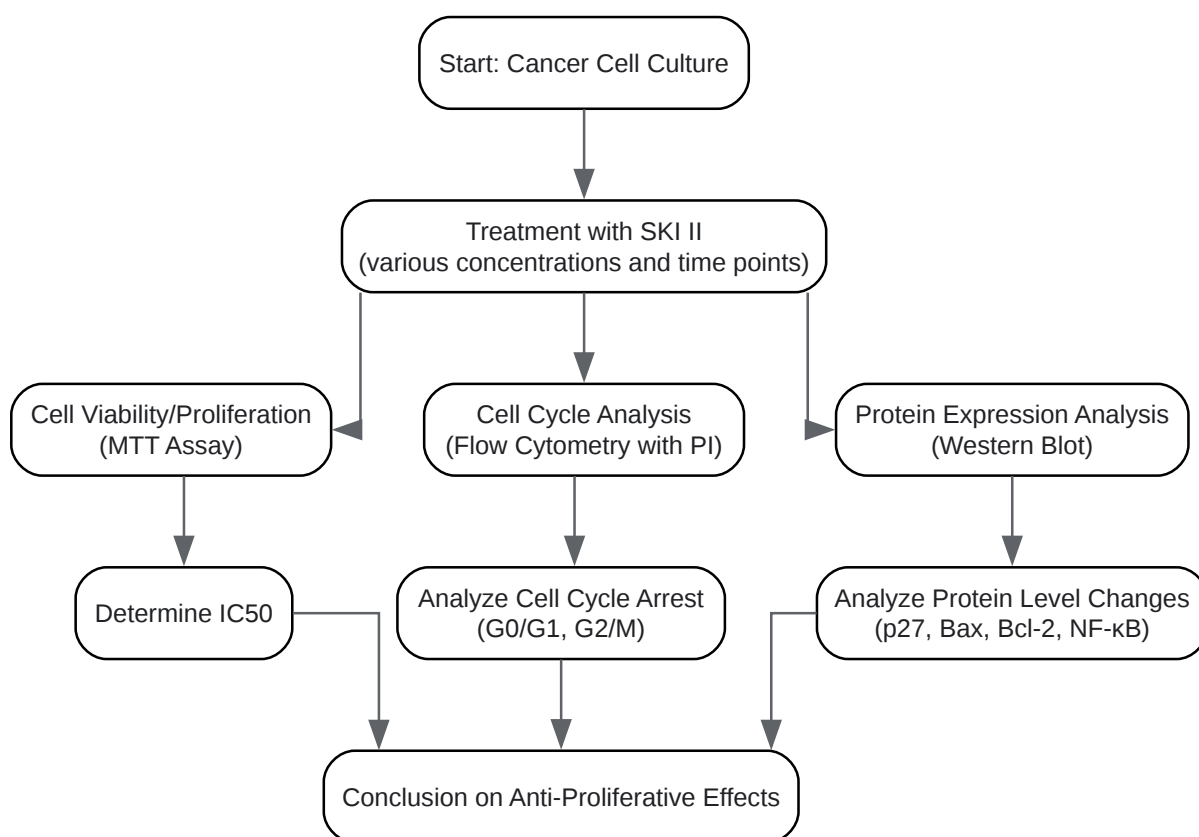 Start: Cancer Cell Culture
Treatment with SKI II
(various concentrations and time points)
Cell Viability/Proliferation
(MTT Assay)
Cell Cycle Analysis
(Flow Cytometry with PI)
Protein Expression Analysis
(Western Blot)
Determine IC50
Analyze Cell Cycle Arrest
(G0/G1, G2/M)
Analyze Protein Level Changes
(p27, Bax, Bcl-2, NF-κB)
Conclusion on Anti-Proliferative Effects